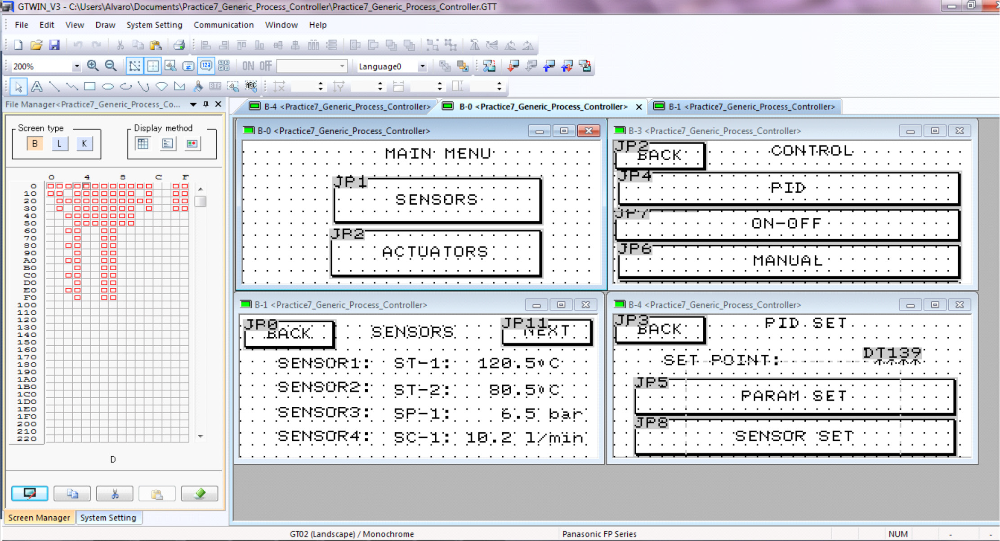 GTWIN_V3 - C:\Users\Alvaro\Documents\Practice7_Generic_Process_Controller\Practice7_Generic_Process_Controller.GTT
File Edit View Draw System Setting Communication Window Help
200% 123 ON OFF Language0
A BMP ABC X Y
File Manager<Practice7_Generic_Process_Co...
Screen type
B L K
Display method
0 4 8 C F
0
10
20
30
40
50
60
70
80
90
A0
B0
C0
D0
E0
F0
100
110
120
130
140
150
160
170
180
190
1A0
1B0
1C0
1D0
1E0
1F0
200
210
220
D
Screen Manager System Setting
B-4 <Practice7_Generic_Process_Controller> B-0 <Practice7_Generic_Process_Controller> B-1 <Practice7_Generic_Process_Controller>
B-0 <Practice7_Generic_Process_Controller>
MAIN MENU
JP1
SENSORS
JP2
ACTUATORS
B-3 <Practice7_Generic_Process_Controller>
JP2
BACK CONTROL
JP4
PID
JP7
ON-OFF
JP6
MANUAL
B-1 <Practice7_Generic_Process_Controller>
JP0 JP11
BACK SENSORS NEXT
SENSOR1: ST-1: 120.5ºC
SENSOR2: ST-2: 80.5ºC
SENSOR3: SP-1: 6.5 bar
SENSOR4: SC-1: 10.2 l/min
B-4 <Practice7_Generic_Process_Controller>
JP3
BACK PID SET
DT139
SET POINT:
JP5
PARAM SET
JP8
SENSOR SET
GT02 (Landscape) / Monochrome Panasonic FP Series NUM - -